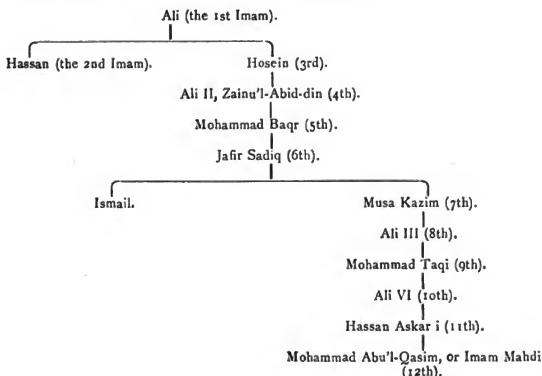 Ali (the 1st Imam).
Hassan (the 2nd Imam). Hosein (3rd).
Ali II, Zainu'l-Abid-din (4th).
Mohammad Baqr (5th).
Jafir Sadiq (6th).
Ismail. Musa Kazim (7th).
Ali III (8th).
Mohammad Taqi (9th).
Ali VI (10th).
Hassan Askar i (11th).
Mohammad Abu'l-Qasim, or Imam Mahdi
(12th).